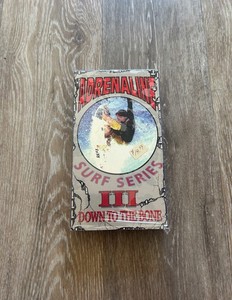 ADRENALINE
SURF SERIES
III
DOWN TO THE BONE